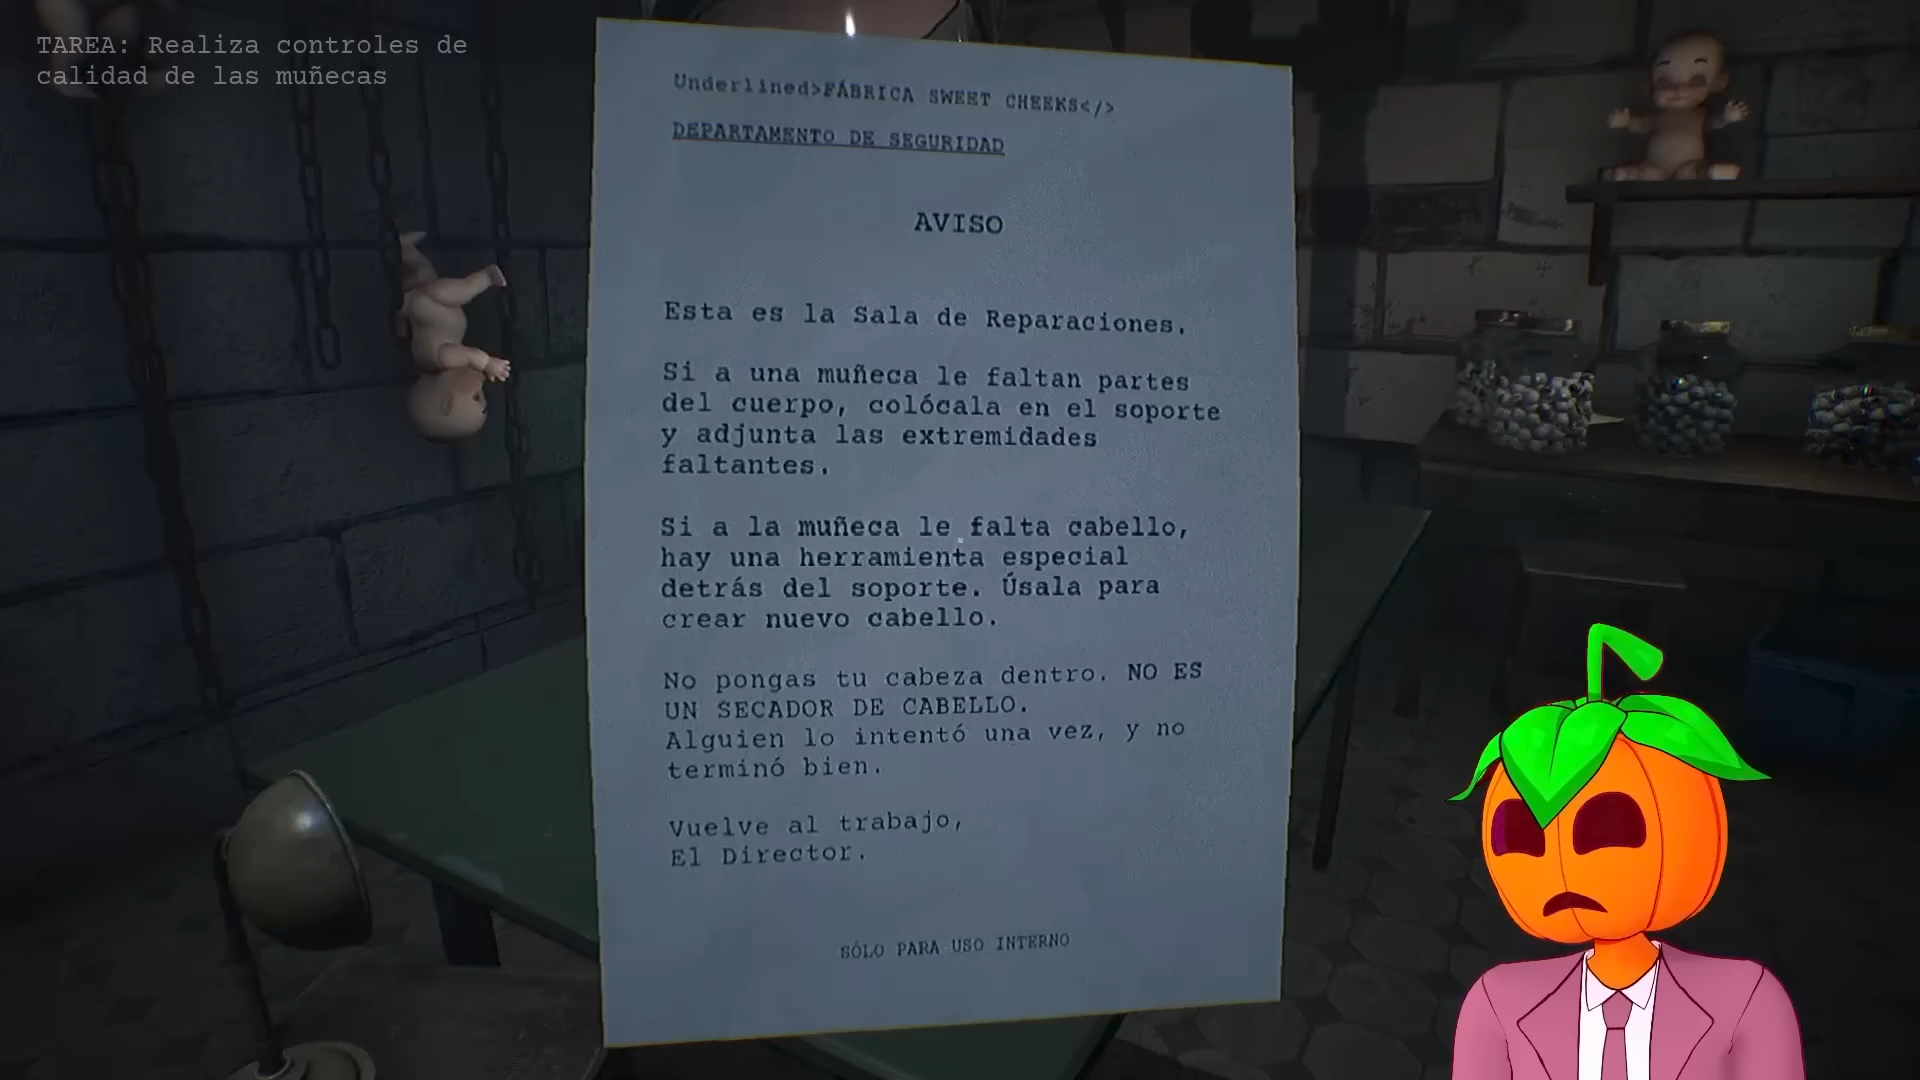 TAREA: Realiza controles de
calidad de las muñecas
Underlined>FÁBRICA SWEET CHEEKS</>
DEPARTAMENTO DE SEGURIDAD
AVISO
Esta es la Sala de Reparaciones.
Si a una muñeca le faltan partes
del cuerpo, colócala en el soporte
y adjunta las extremidades
faltantes.
Si a la muñeca le falta cabello,
hay una herramienta especial
detrás del soporte. Úsala para
crear nuevo cabello.
No pongas tu cabeza dentro. NO ES
UN SECADOR DE CABELLO.
Alguien lo intentó una vez, y no
terminó bien.
Vuelve al trabajo,
El Director.
SÓLO PARA USO INTERNO